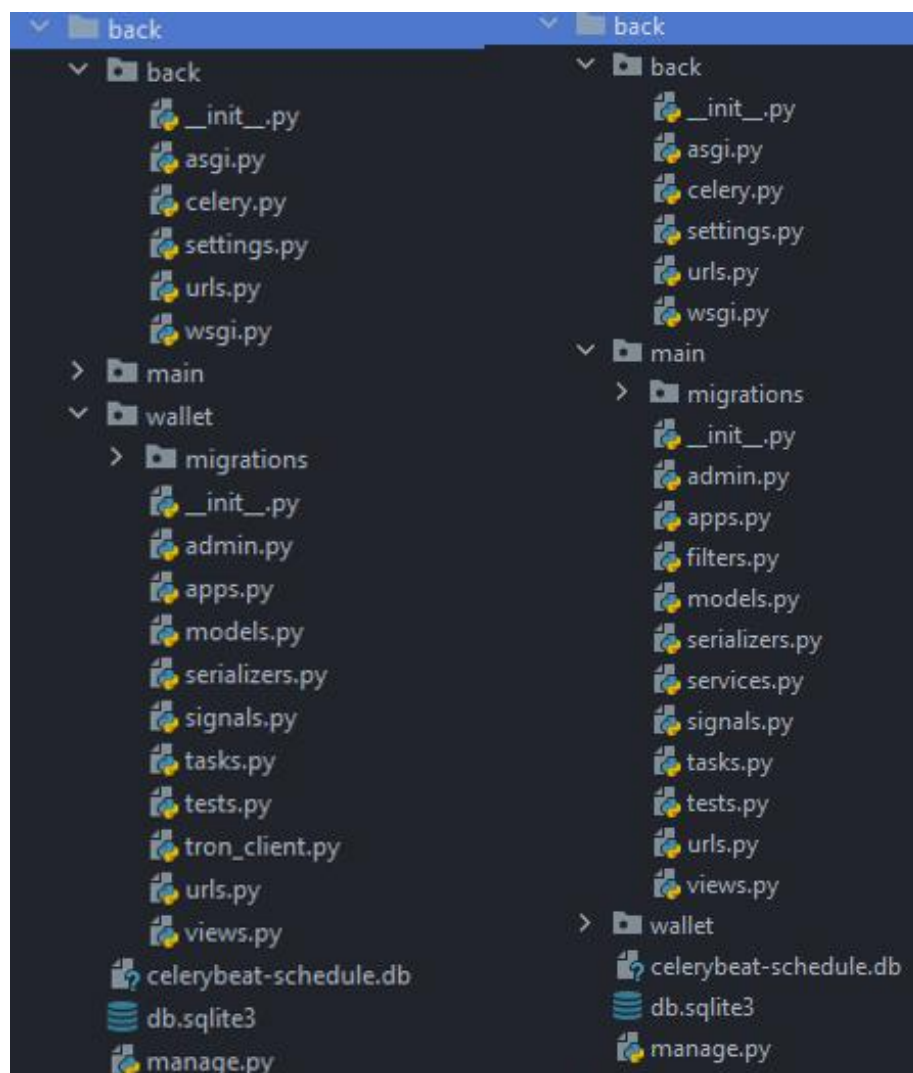 back
back
__init__.py
asgi.py
celery.py
settings.py
urls.py
wsgi.py
main
wallet
migrations
__init__.py
admin.py
apps.py
models.py
serializers.py
signals.py
tasks.py
tests.py
tron_client.py
urls.py
views.py
celerybeat-schedule.db
db.sqlite3
manage.py
back
back
__init__.py
asgi.py
celery.py
settings.py
urls.py
wsgi.py
main
migrations
__init__.py
admin.py
apps.py
filters.py
models.py
serializers.py
services.py
signals.py
tasks.py
tests.py
urls.py
views.py
wallet
celerybeat-schedule.db
db.sqlite3
manage.py